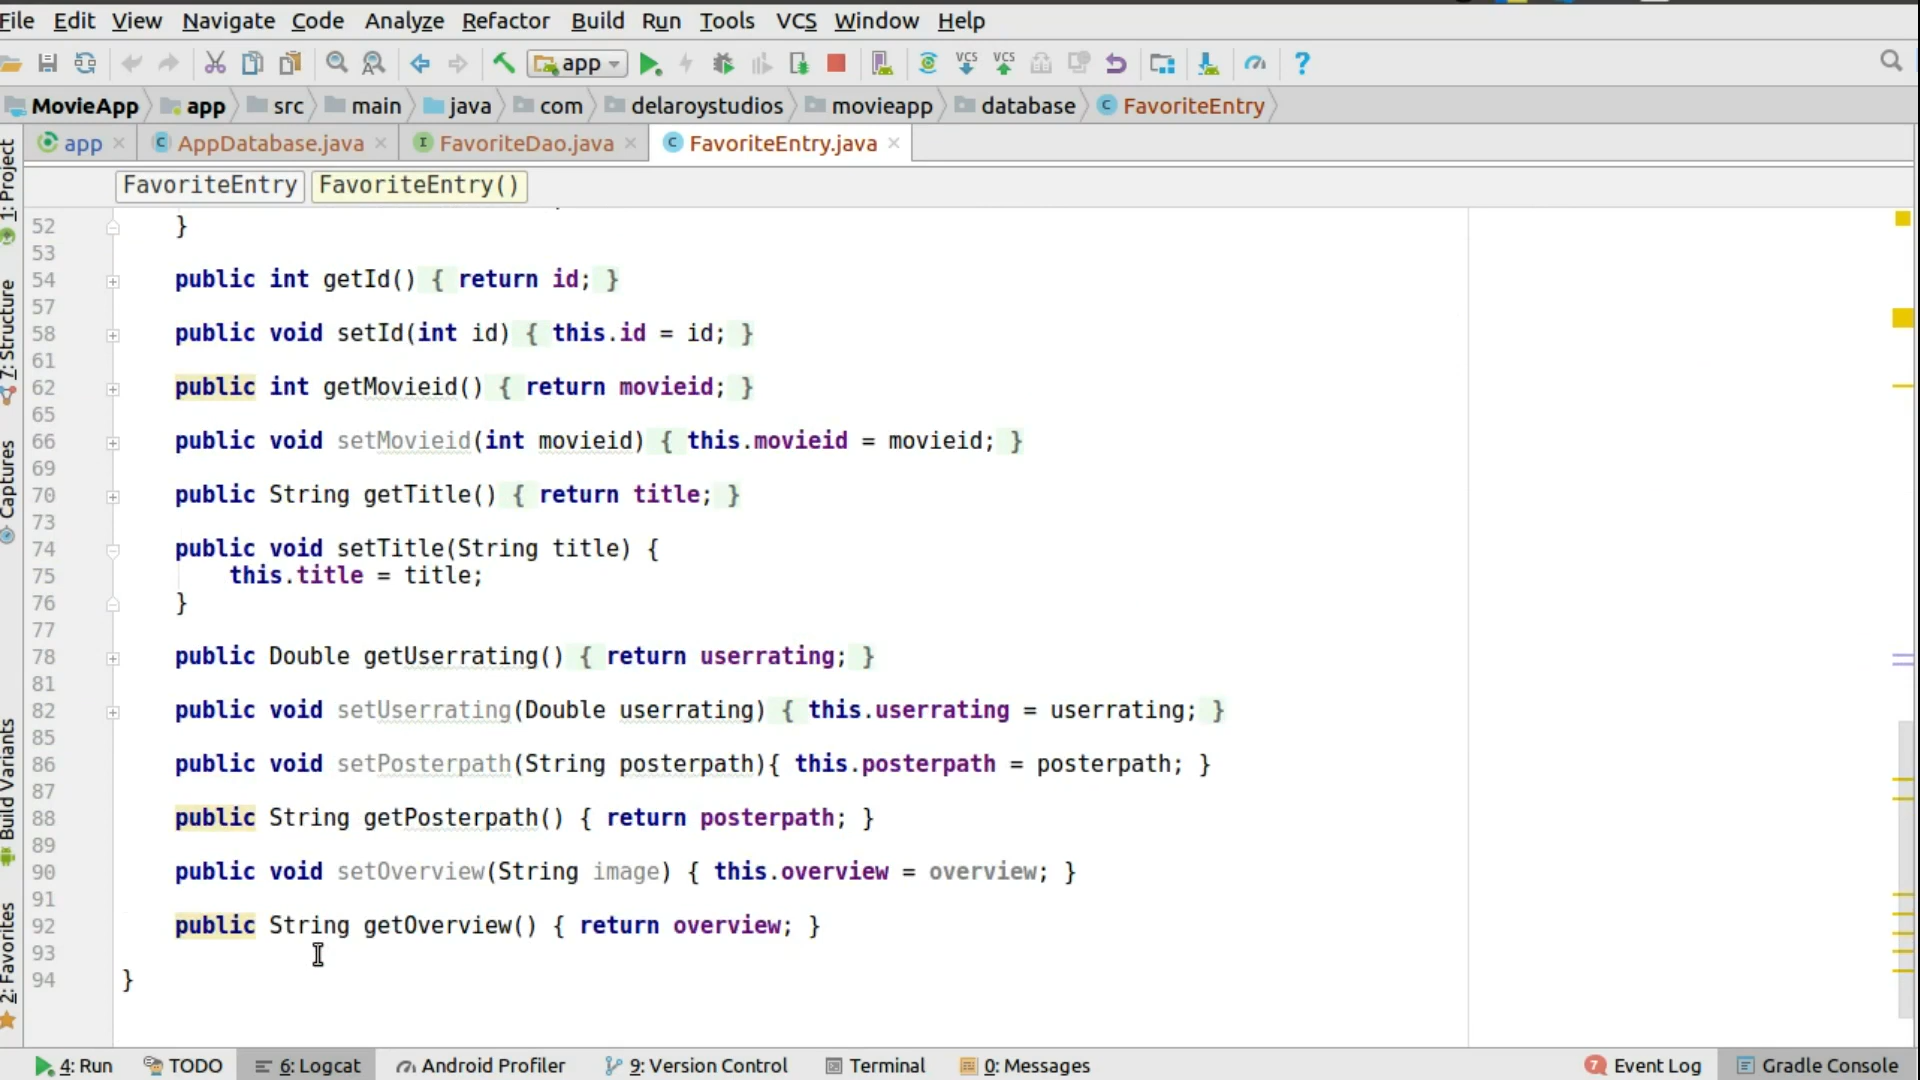 File Edit View Navigate Code Analyze Refactor Build Run Tools VCS Window Help
app VCS VCS ?
MovieApp app src main java com delaroystudios movieapp database C FavoriteEntry
app C AppDatabase.java I FavoriteDao.java C FavoriteEntry.java
FavoriteEntry FavoriteEntry()
52 }
53
54 public int getId() { return id; }
57
58 public void setId(int id) { this.id = id; }
61
62 public int getMovieid() { return movieid; }
65
66 public void setMovieid(int movieid) { this.movieid = movieid; }
69
70 public String getTitle() { return title; }
73
74 public void setTitle(String title) {
75 this.title = title;
76 }
77
78 public Double getUserrating() { return userrating; }
81
82 public void setUserrating(Double userrating) { this.userrating = userrating; }
85
86 public void setPosterpath(String posterpath){ this.posterpath = posterpath; }
87
88 public String getPosterpath() { return posterpath; }
89
90 public void setOverview(String image) { this.overview = overview; }
91
92 public String getOverview() { return overview; }
93
94 }
1: Project
7: Structure
Captures
Build Variants
2: Favorites
4: Run TODO 6: Logcat Android Profiler 9: Version Control Terminal 0: Messages 7 Event Log Gradle Console